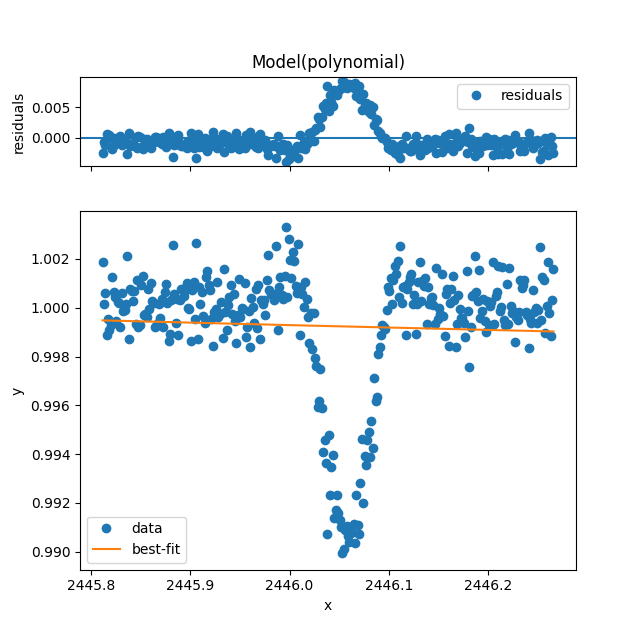 Model(polynomial)
residuals
0.005
0.000
residuals
1.002
1.000
0.998
0.996
0.994
0.992
0.990
y
data
best-fit
2445.8
2445.9
2446.0
2446.1
2446.2
x